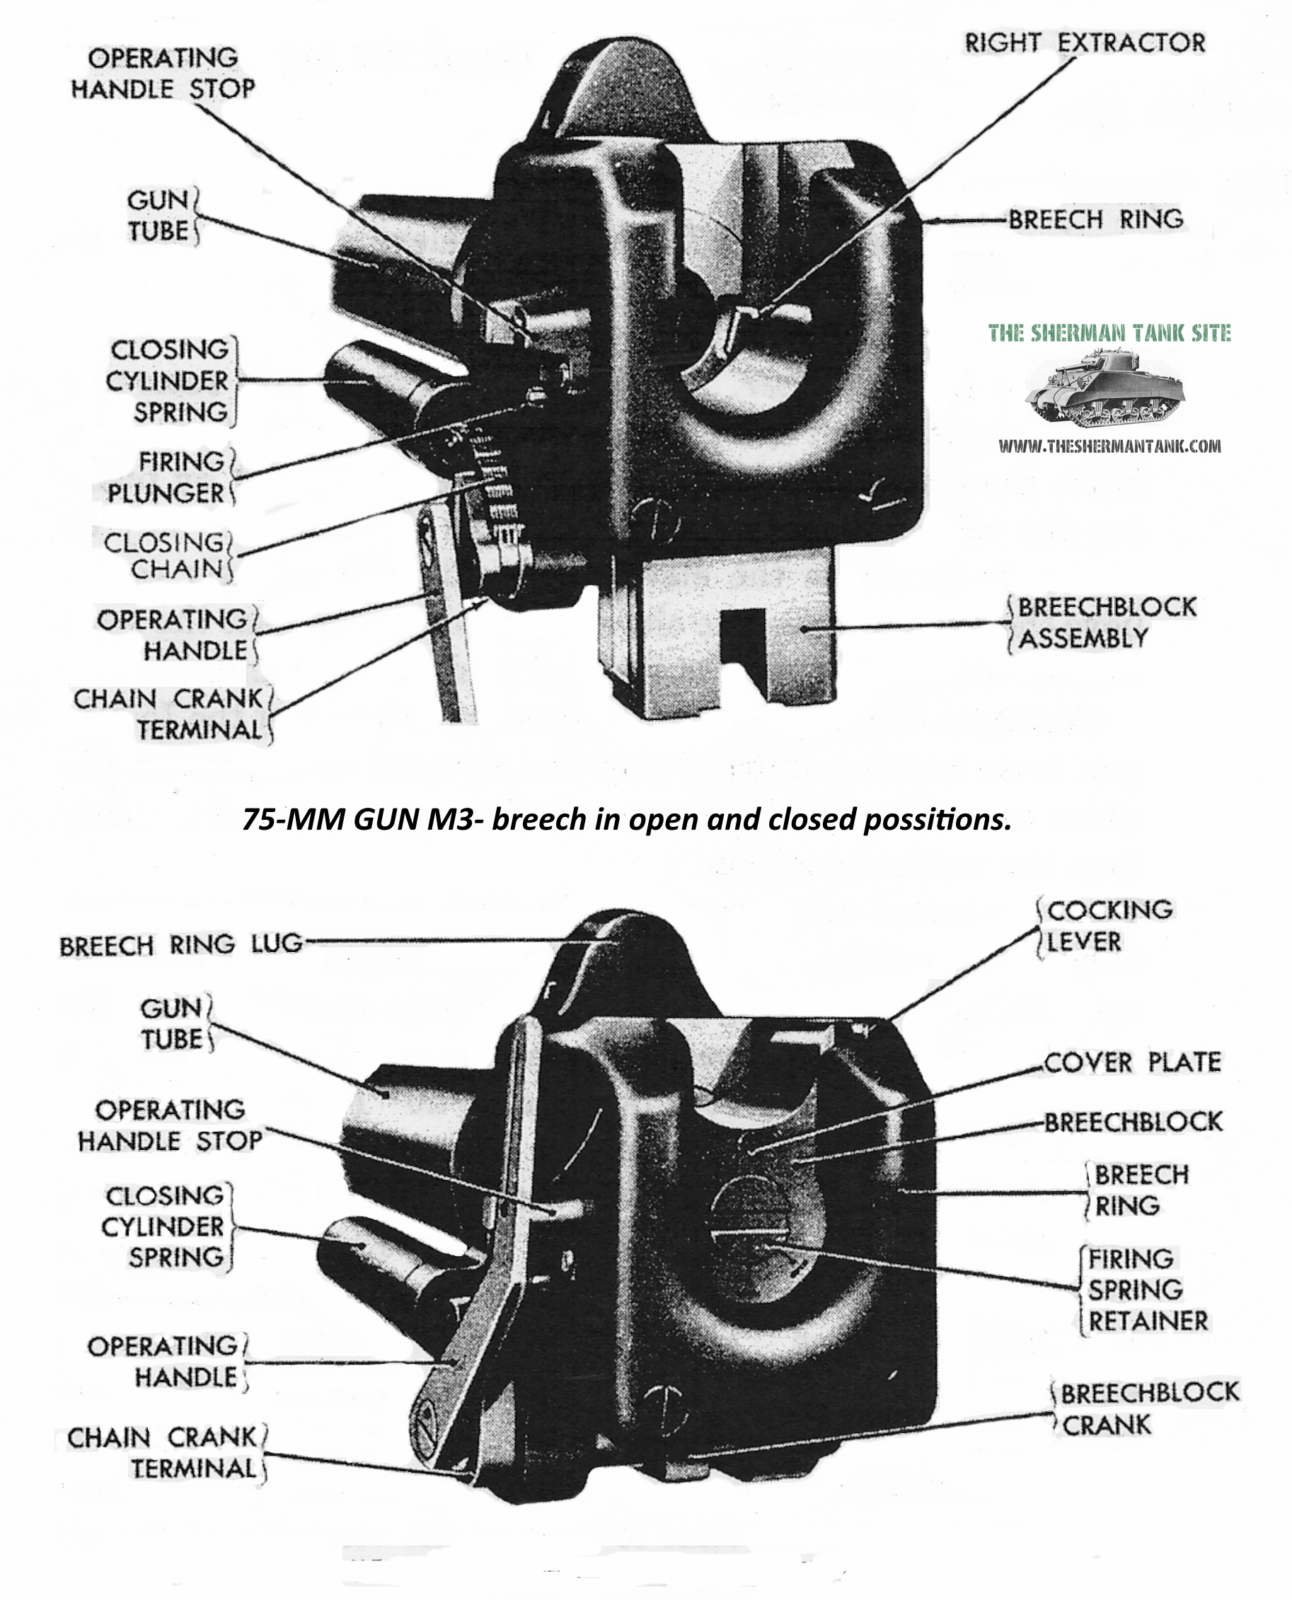 OPERATING
HANDLE STOP
RIGHT EXTRACTOR
GUN
TUBE
BREECH RING
THE SHERMAN TANK SITE
WWW.THESHERMANTANK.COM
CLOSING
CYLINDER
SPRING
FIRING
PLUNGER
CLOSING
CHAIN
OPERATING
HANDLE
BREECHBLOCK
ASSEMBLY
CHAIN CRANK
TERMINAL
75-MM GUN M3- breech in open and closed possitions.
BREECH RING LUG
COCKING
LEVER
GUN
TUBE
COVER PLATE
OPERATING
HANDLE STOP
BREECHBLOCK
CLOSING
CYLINDER
SPRING
BREECH
RING
FIRING
SPRING
RETAINER
OPERATING
HANDLE
BREECHBLOCK
CRANK
CHAIN CRANK
TERMINAL